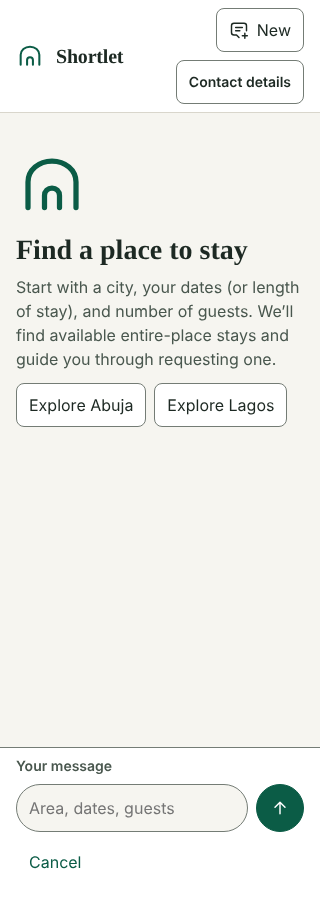 New
Shortlet
Contact details
Find a place to stay
Start with a city, your dates (or length
of stay), and number of guests. We’ll
find available entire-place stays and
guide you through requesting one.
Explore Abuja
Explore Lagos
Your message
Area, dates, guests
Cancel